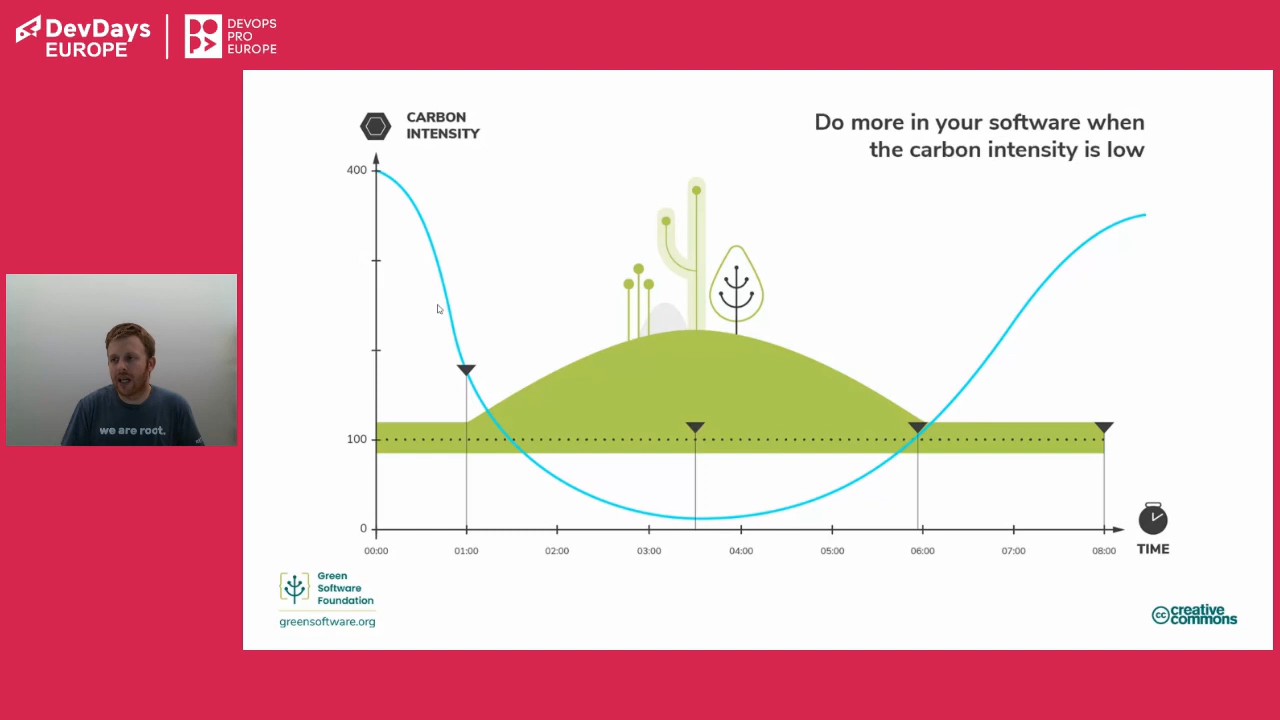 DevDays
EUROPE
DEVOPS
PRO
EUROPE
CARBON
INTENSITY
Do more in your software when
the carbon intensity is low
400
100
0
00:00 01:00 02:00 03:00 04:00 05:00 06:00 07:00 08:00
TIME
we are root.
Green
Software
Foundation
greensoftware.org
cc creative
commons